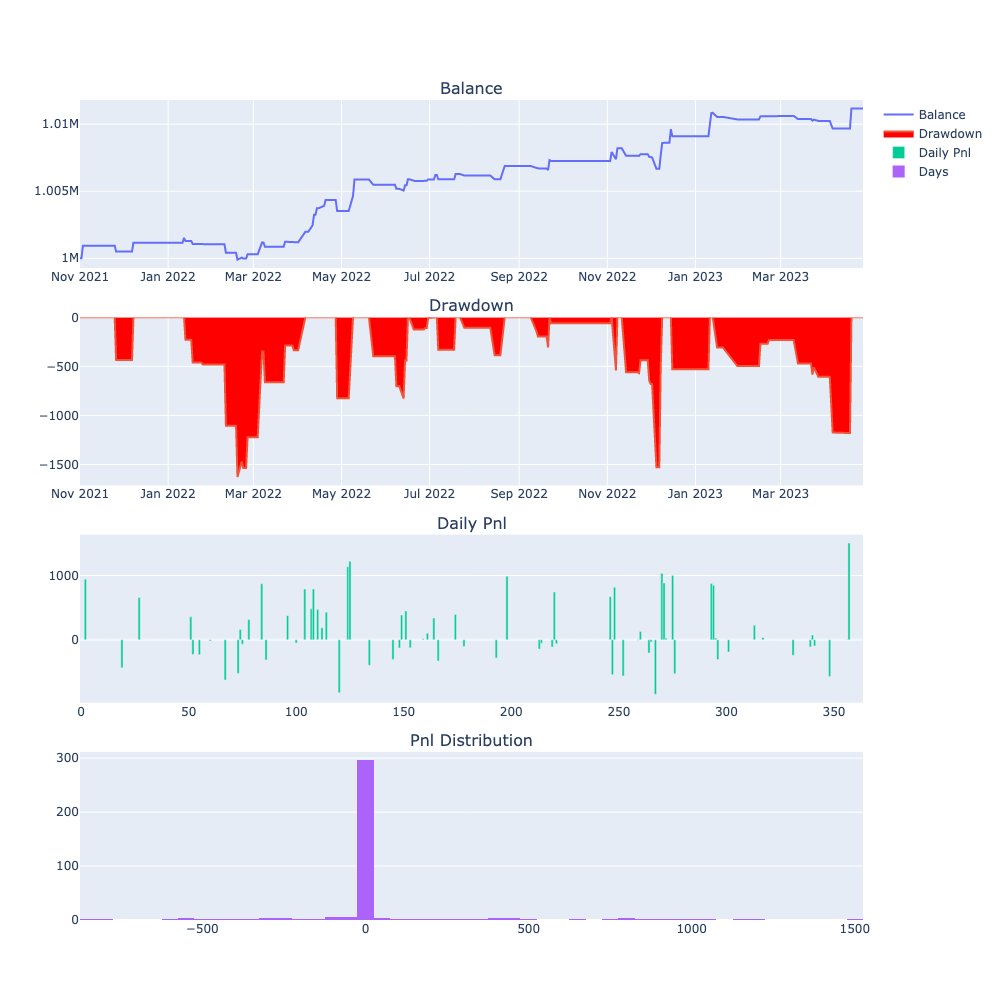 Balance
1.01M
1.005M
1M
Nov 2021 Jan 2022 Mar 2022 May 2022 Jul 2022 Sep 2022 Nov 2022 Jan 2023 Mar 2023
Balance
Drawdown
Daily Pnl
Days
Drawdown
0
−500
−1000
−1500
Nov 2021 Jan 2022 Mar 2022 May 2022 Jul 2022 Sep 2022 Nov 2022 Jan 2023 Mar 2023
Daily Pnl
1000
0
0 50 100 150 200 250 300 350
Pnl Distribution
300
200
100
0
−500 0 500 1000 1500